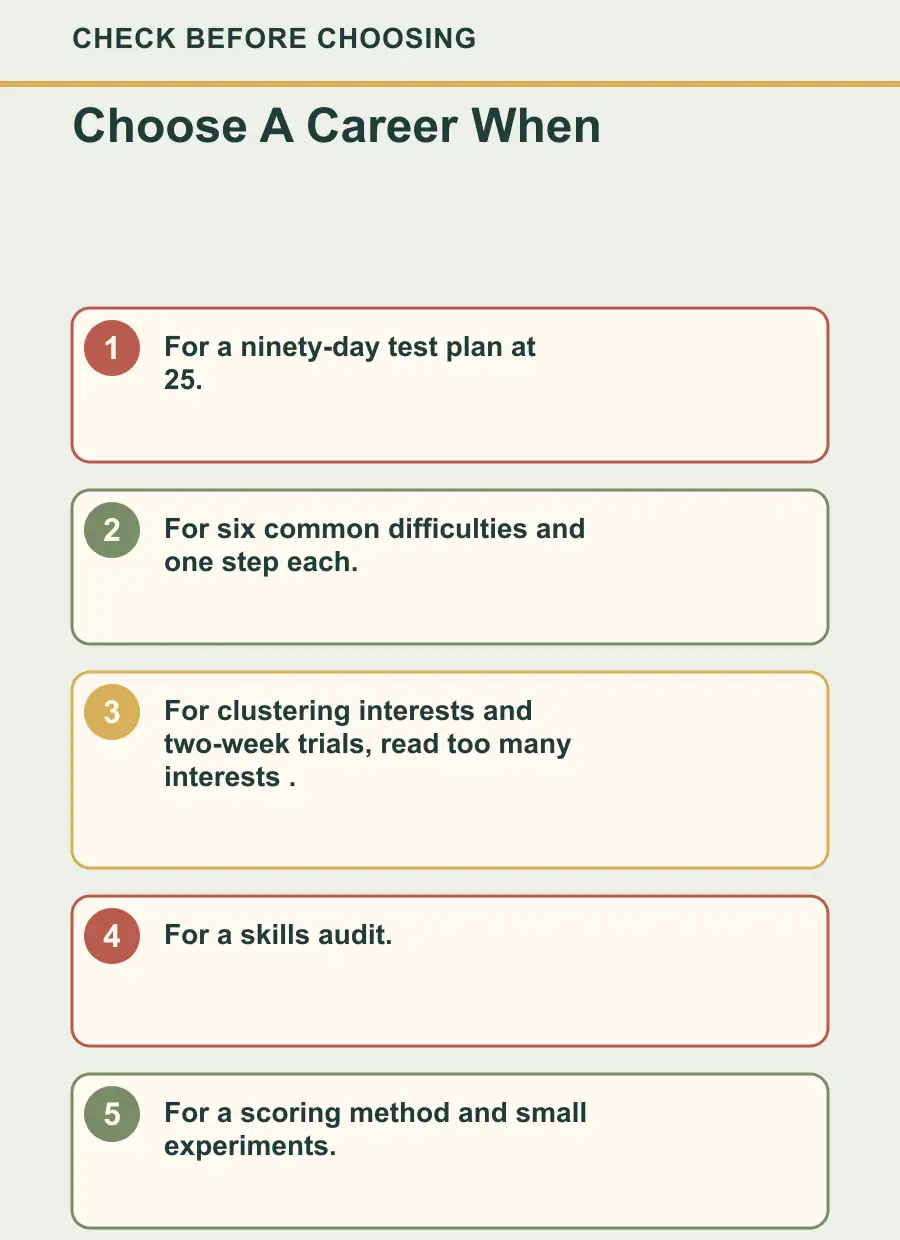 CHECK BEFORE CHOOSING
Choose A Career When
1
For a ninety-day test plan at
25.
2
For six common difficulties and
one step each.
3
For clustering interests and
two-week trials, read too many
interests .
4
For a skills audit.
5
For a scoring method and small
experiments.